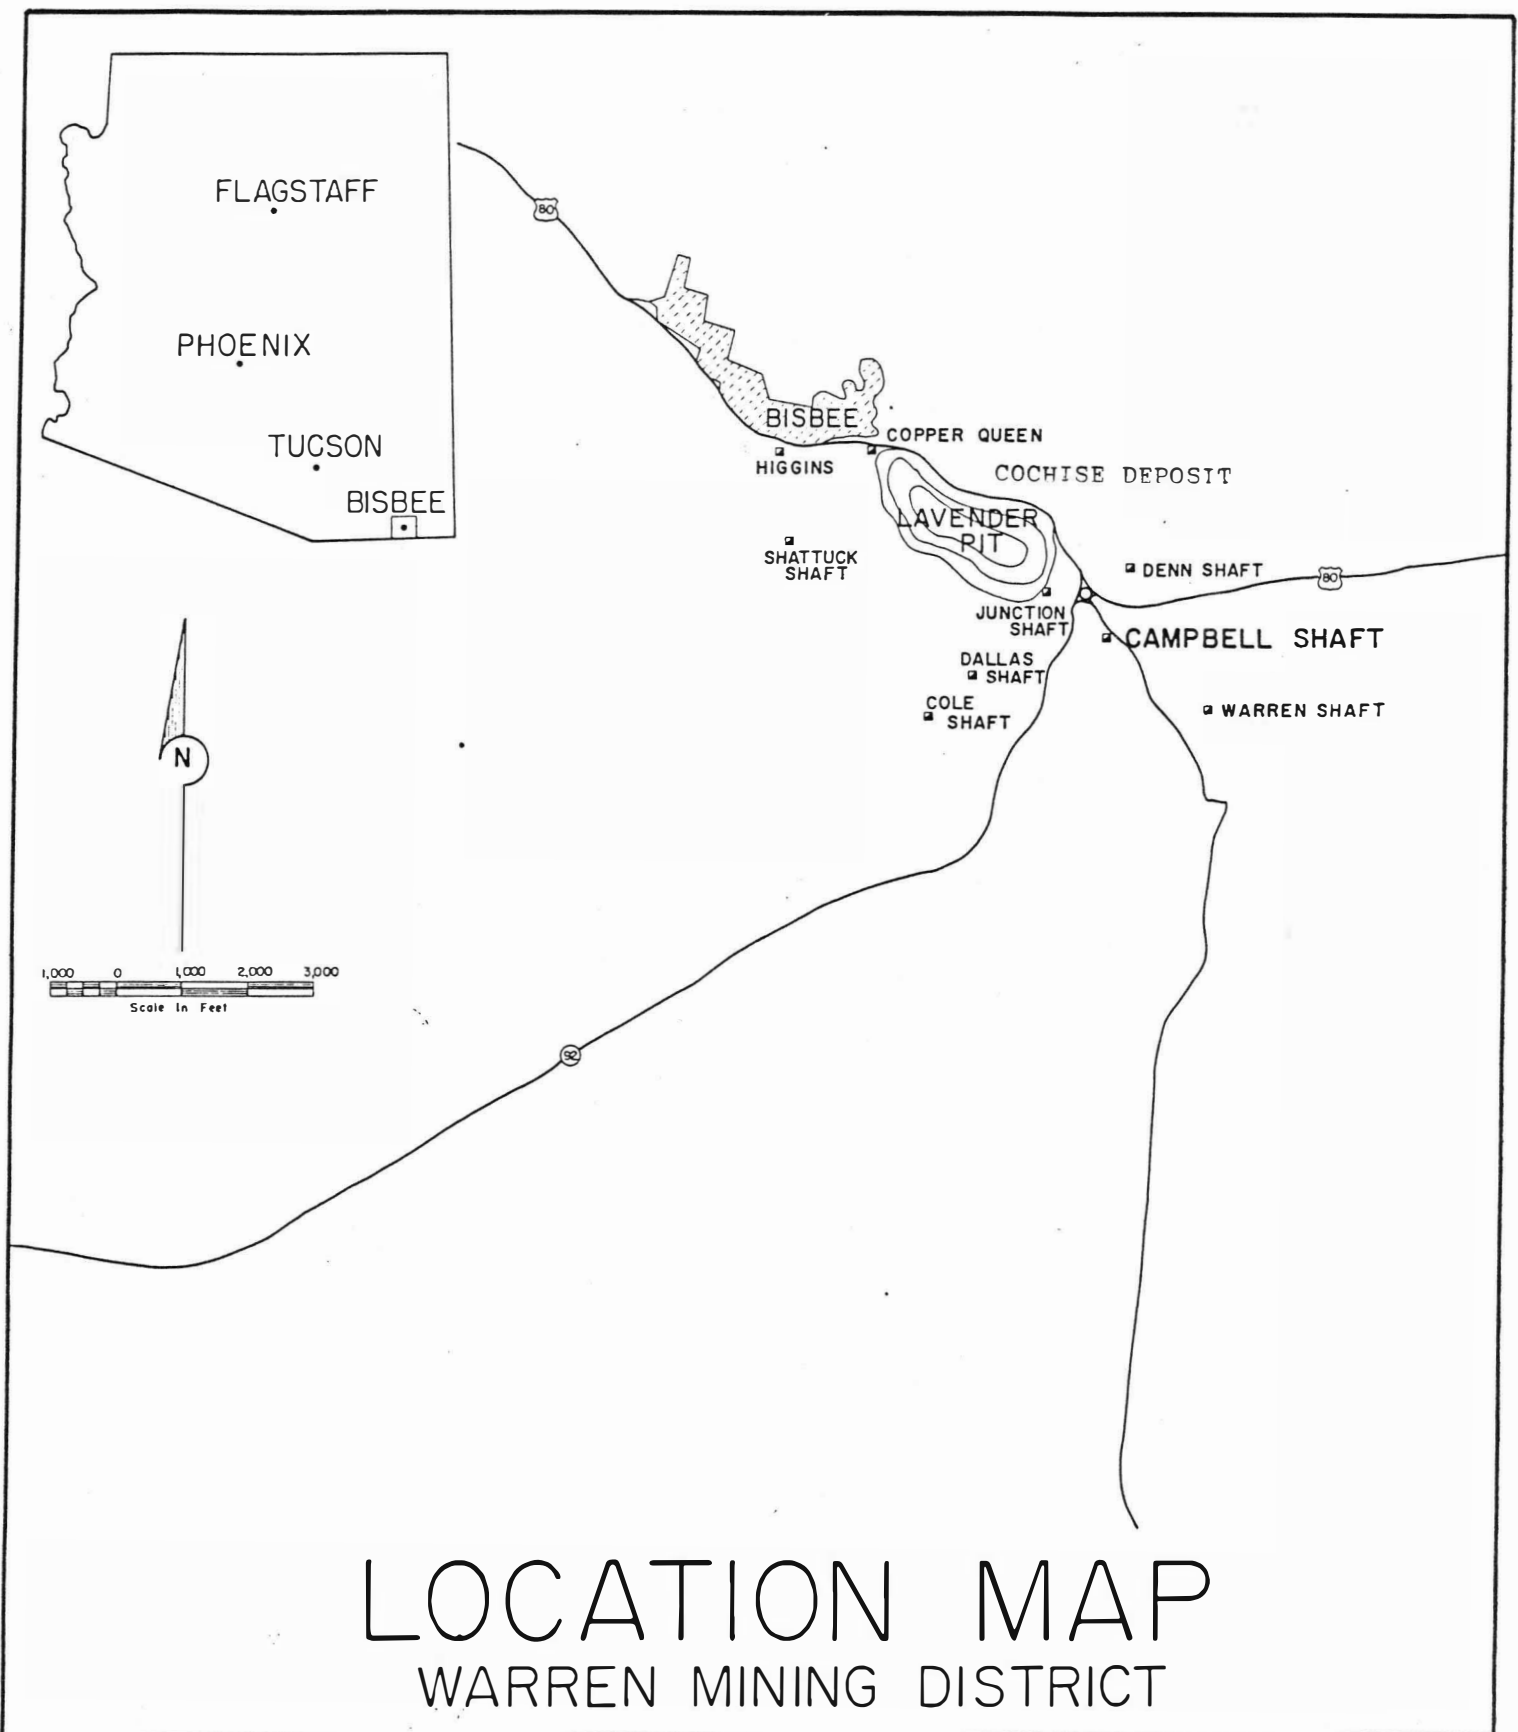 FLAGSTAFF
80
PHOENIX
BISBEE
COPPER QUEEN
TUCSON
HIGGINS
COCHISE DEPOSIT
BISBEE
LAVENDER
PIT
SHATTUCK
SHAFT
DENN SHAFT
80
JUNCTION
SHAFT
CAMPBELL SHAFT
DALLAS
SHAFT
COLE
SHAFT
WARREN SHAFT
N
1,000 0 1,000 2,000 3,000
Scale In Feet
92
LOCATION MAP
WARREN MINING DISTRICT